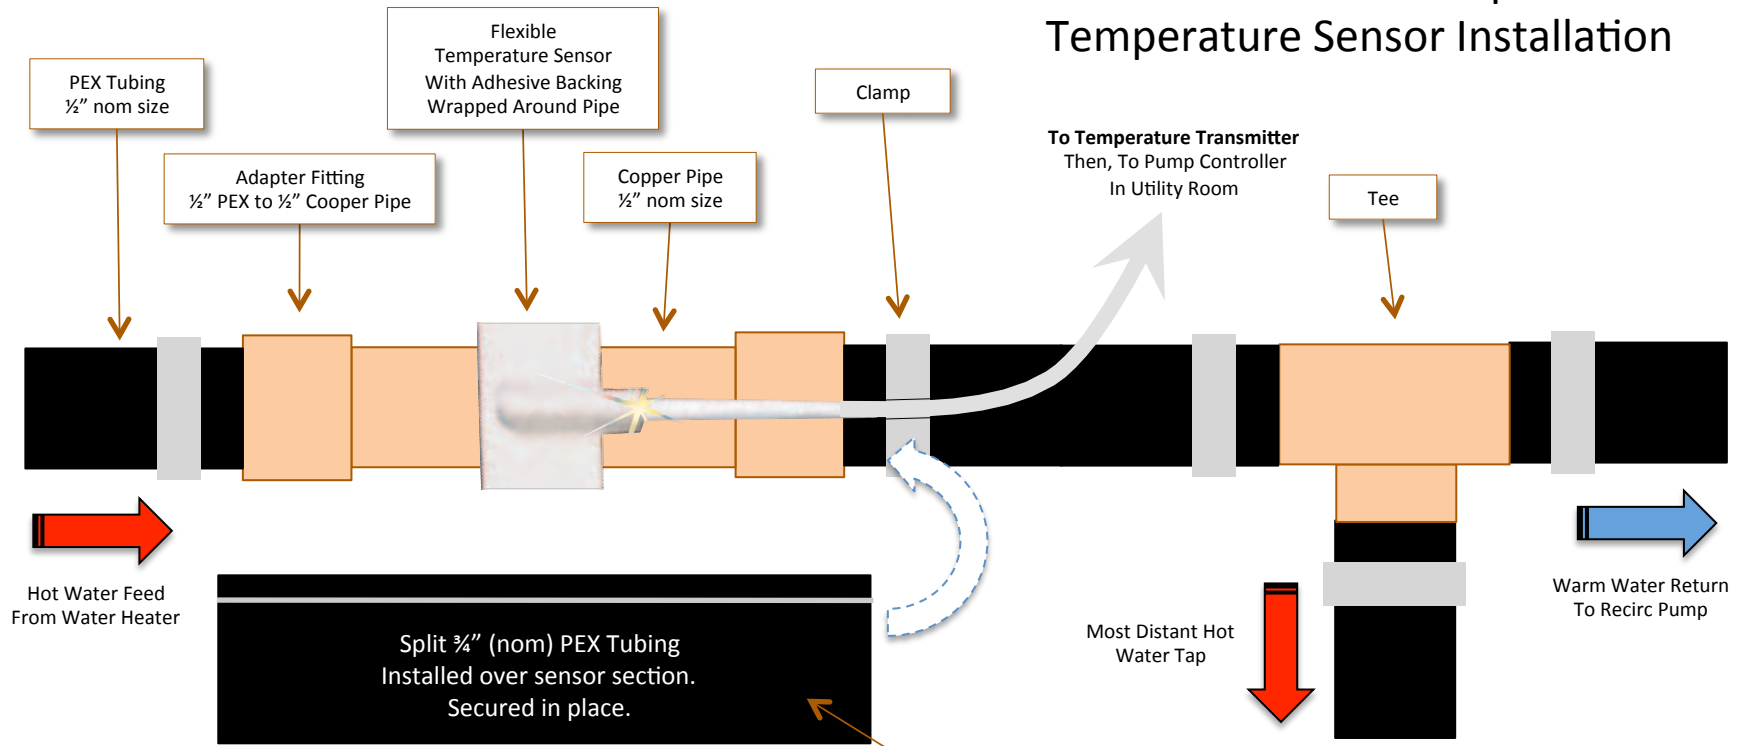 Temperature Sensor Installation
Flexible
Temperature Sensor
With Adhesive Backing
Wrapped Around Pipe
PEX Tubing
½” nom size
Clamp
To Temperature Transmitter
Then, To Pump Controller
In Utility Room
Adapter Fitting
½” PEX to ½” Cooper Pipe
Copper Pipe
½” nom size
Tee
Hot Water Feed
From Water Heater
Split ¾” (nom) PEX Tubing
Installed over sensor section.
Secured in place.
Most Distant Hot
Water Tap
Warm Water Return
To Recirc Pump